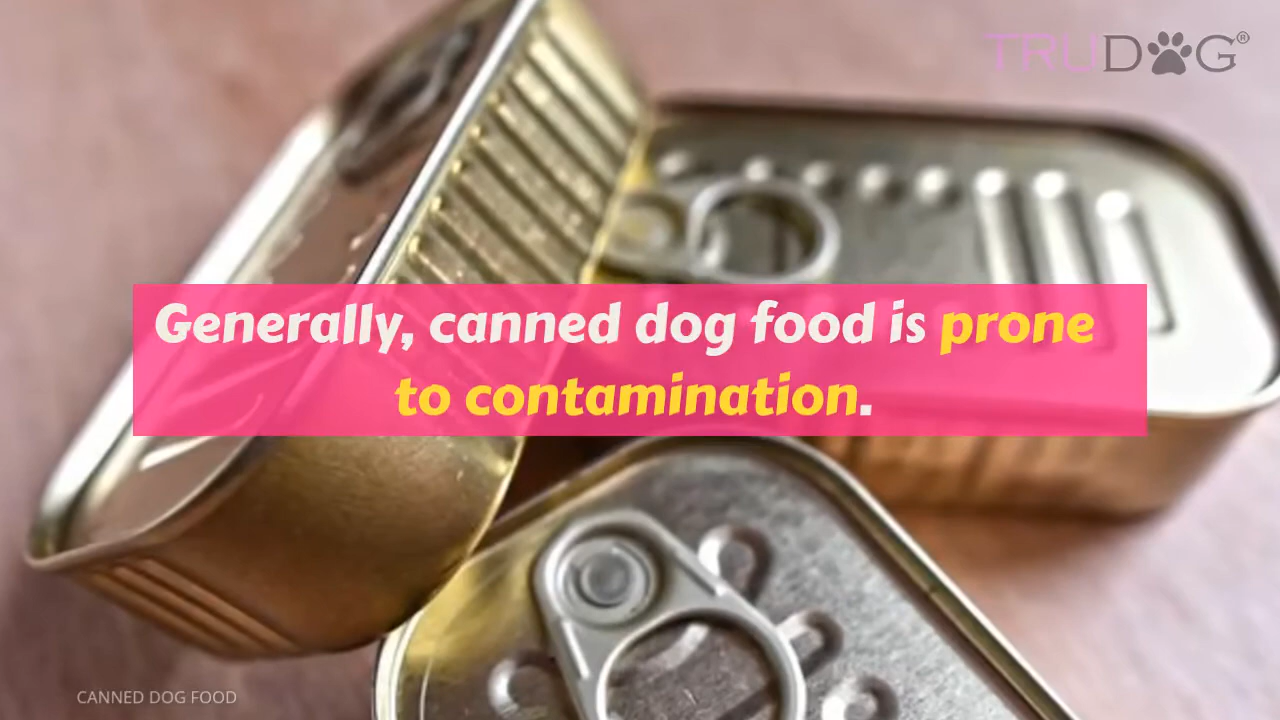 TRUDOG®
Generally, canned dog food is prone
to contamination.
CANNED DOG FOOD